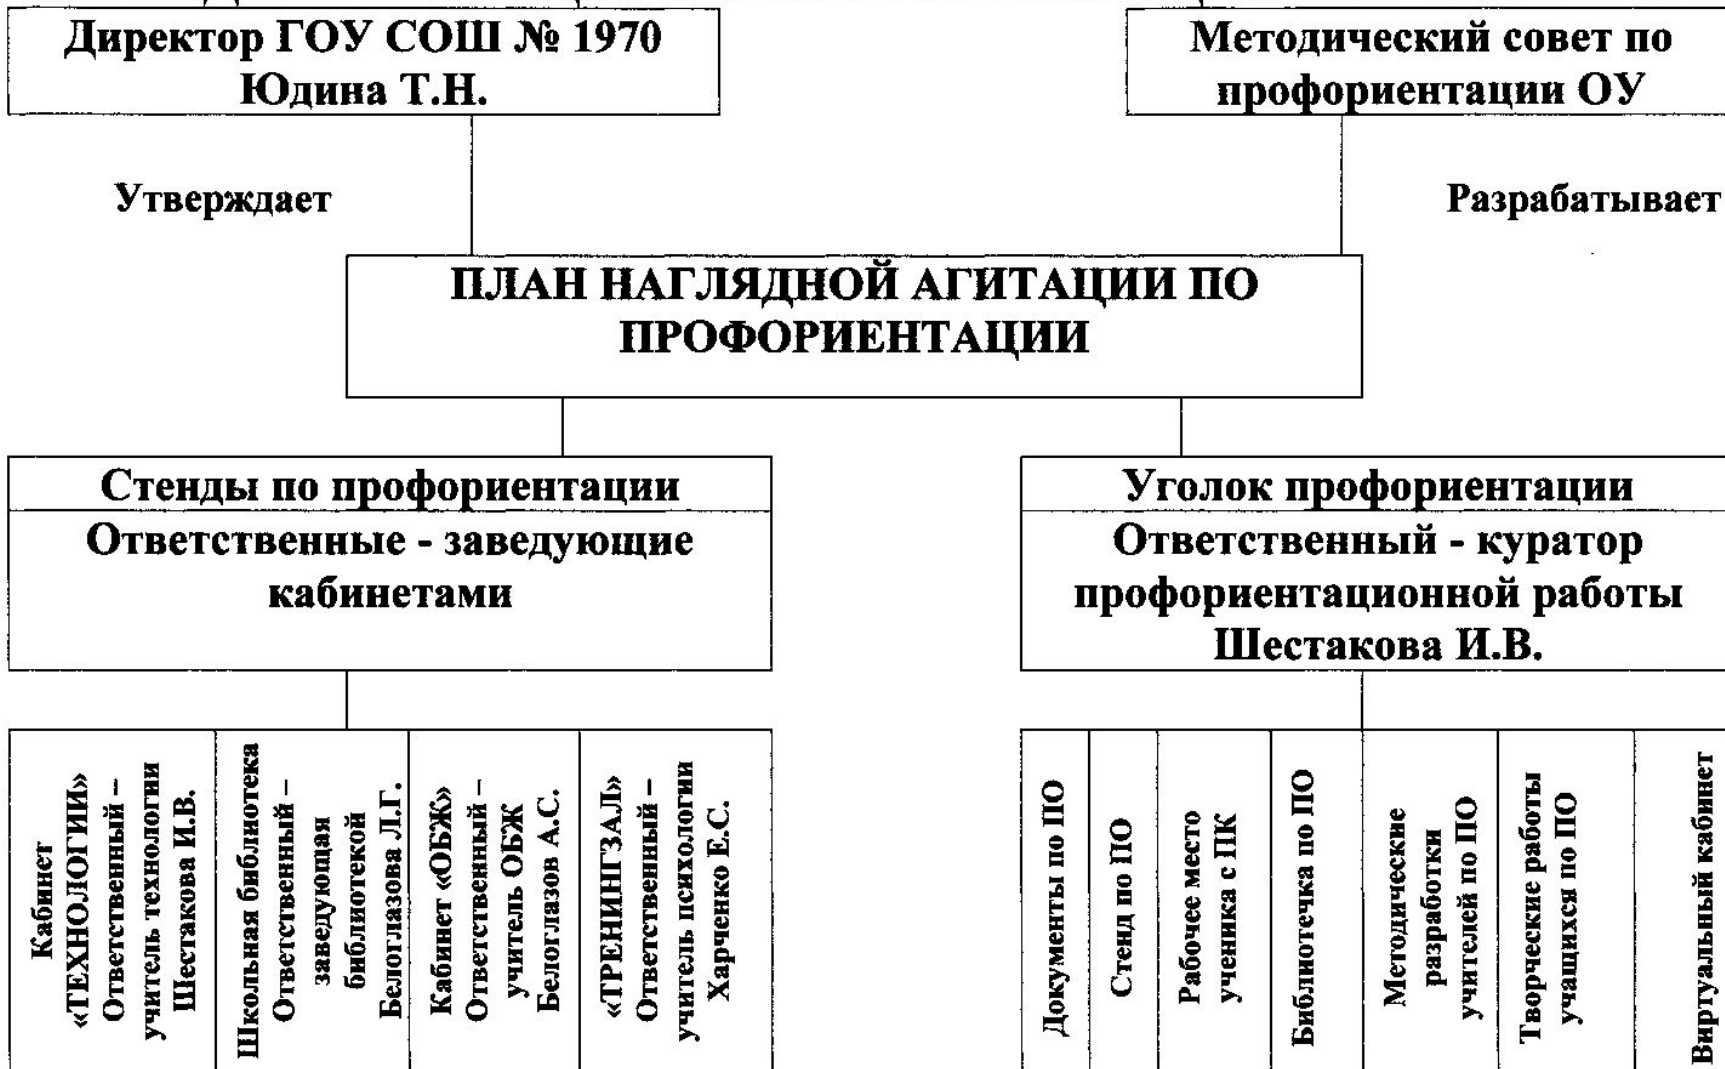 Директор ГОУ СОШ № 1970
Юдина Т.Н.
Методический совет по
профориентации ОУ
Утверждает
Разрабатывает
ПЛАН НАГЛЯДНОЙ АГИТАЦИИ ПО
ПРОФОРИЕНТАЦИИ
Стенды по профориентации
Ответственные - заведующие
кабинетами
Уголок профориентации
Ответственный - куратор
профориентационной работы
Шестакова И.В.
Кабинет
«ТЕХНОЛОГИИ»
Ответственный –
учитель технологии
Шестакова И.В.
Школьная библиотека
Ответственный –
заведующая
библиотекой
Белоглазова Л.Г.
Кабинет «ОБЖ»
Ответственный –
учитель ОБЖ
Белоглазов А.С.
«ТРЕНИНГЗАЛ»
Ответственный –
учитель психологии
Харченко Е.С.
Документы по ПО
Стенд по ПО
Рабочее место
ученика с ПК
Библиотечка по ПО
Методические
разработки
учителей по ПО
Творческие работы
учащихся по ПО
Виртуальный кабинет